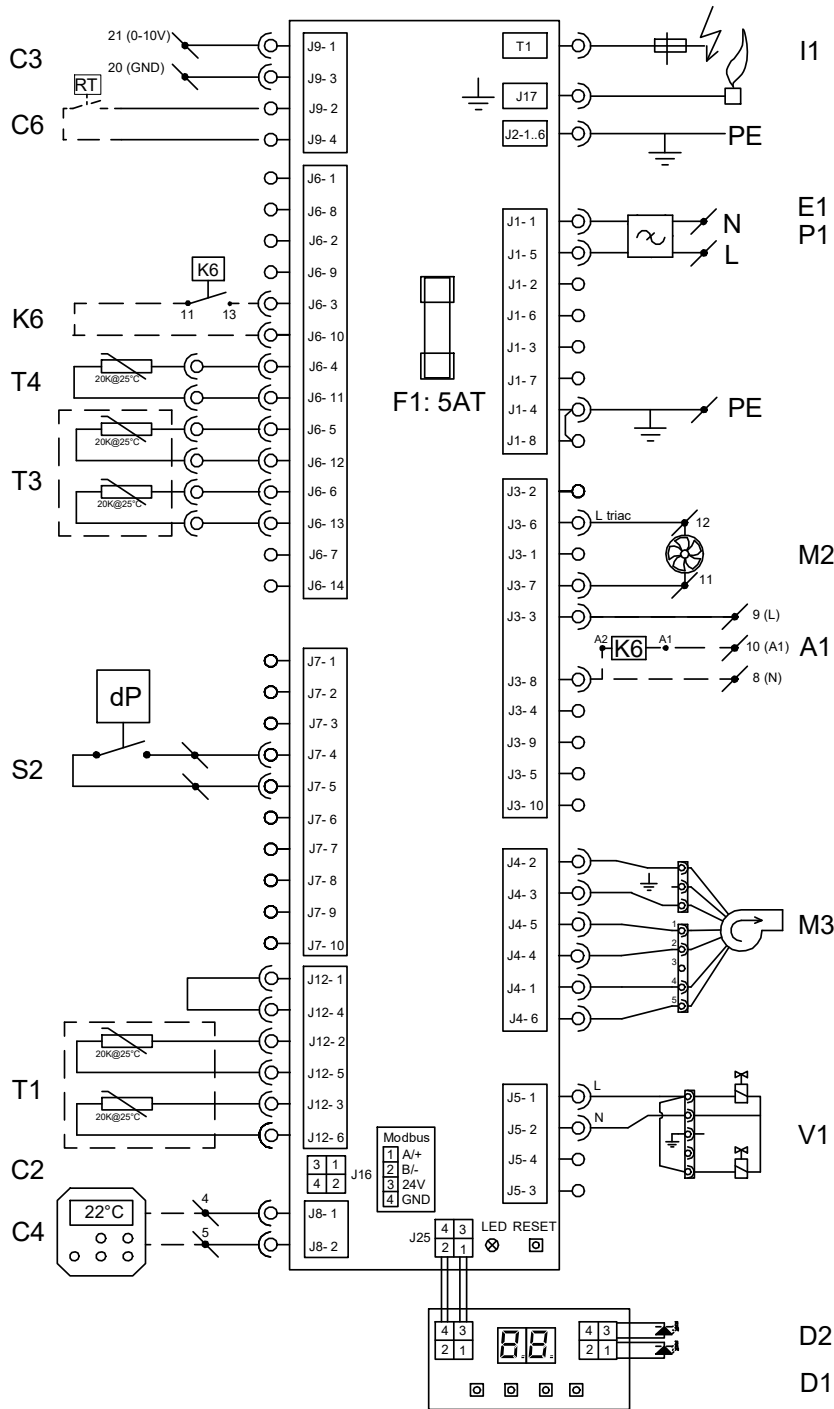 C3
21 (0-10V)
20 (GND)
RT
C6
J9- 1
J9- 3
J9- 2
J9- 4
J6- 1
J6- 8
J6- 2
J6- 9
K6
K6
11
13
J6- 3
J6- 10
T4
20K@25°C
J6- 4
J6- 11
T3
20K@25°C
J6- 5
J6- 12
20K@25°C
J6- 6
J6- 13
J6- 7
J6- 14
S2
dP
J7- 1
J7- 2
J7- 3
J7- 4
J7- 5
J7- 6
J7- 7
J7- 8
J7- 9
J7- 10
J12- 1
J12- 4
T1
20K@25°C
J12- 2
J12- 5
20K@25°C
J12- 3
J12- 6
C2
3 1
4 2
J16
Modbus
1 A/+
2 B/-
3 24V
4 GND
C4
22°C
4
5
J8- 1
J8- 2
J25
4 3
2 1
LED
RESET
F1: 5AT
T1
I1
J17
J2-1..6
PE
E1
P1
J1- 1
N
J1- 5
L
J1- 2
J1- 6
J1- 3
J1- 7
J1- 4
PE
J1- 8
J3- 2
J3- 6
L triac
12
M2
J3- 1
J3- 7
11
J3- 3
9 (L)
A2
K6
A1
10 (A1)
A1
J3- 8
8 (N)
J3- 4
J3- 9
J3- 5
J3- 10
J4- 2
J4- 3
J4- 5
J4- 4
J4- 1
J4- 6
1
2
3
4
5
M3
J5- 1
L
J5- 2
N
J5- 4
J5- 3
V1
4 3
2 1
88
4 3
2 1
D2
D1